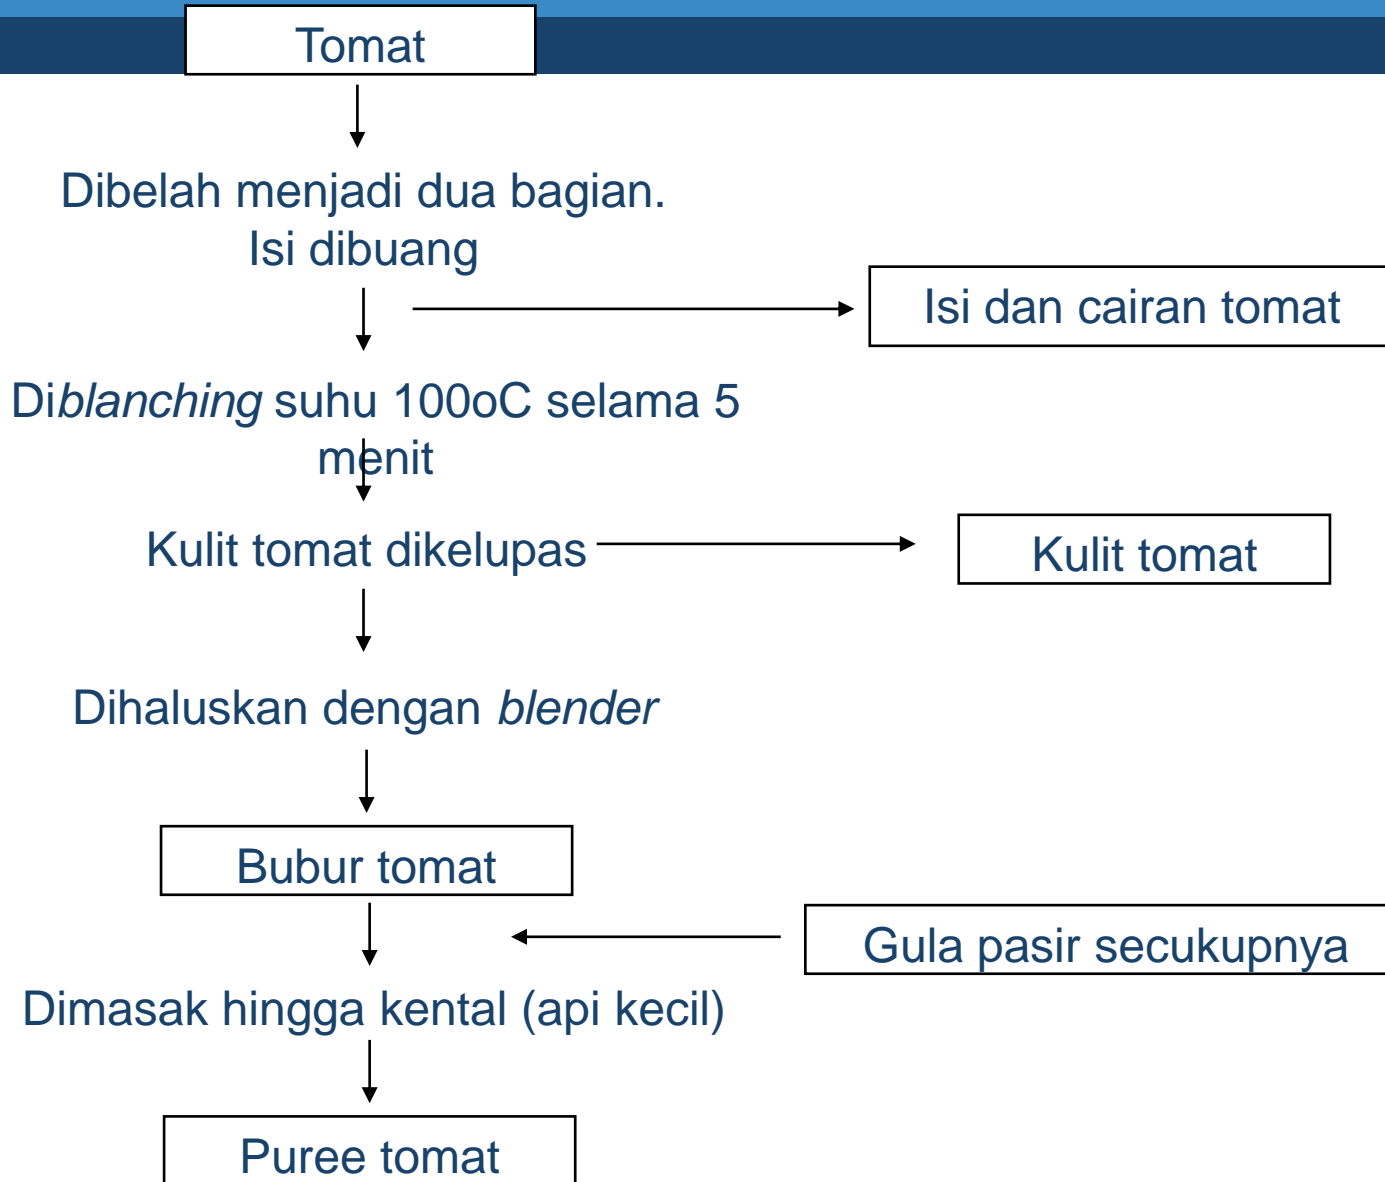 Tomat
Dibelah menjadi dua bagian.
Isi dibuang
Isi dan cairan tomat
Diblanching suhu 100oC selama 5
menit
Kulit tomat dikelupas
Kulit tomat
Dihaluskan dengan blender
Bubur tomat
Gula pasir secukupnya
Dimasak hingga kental (api kecil)
Puree tomat